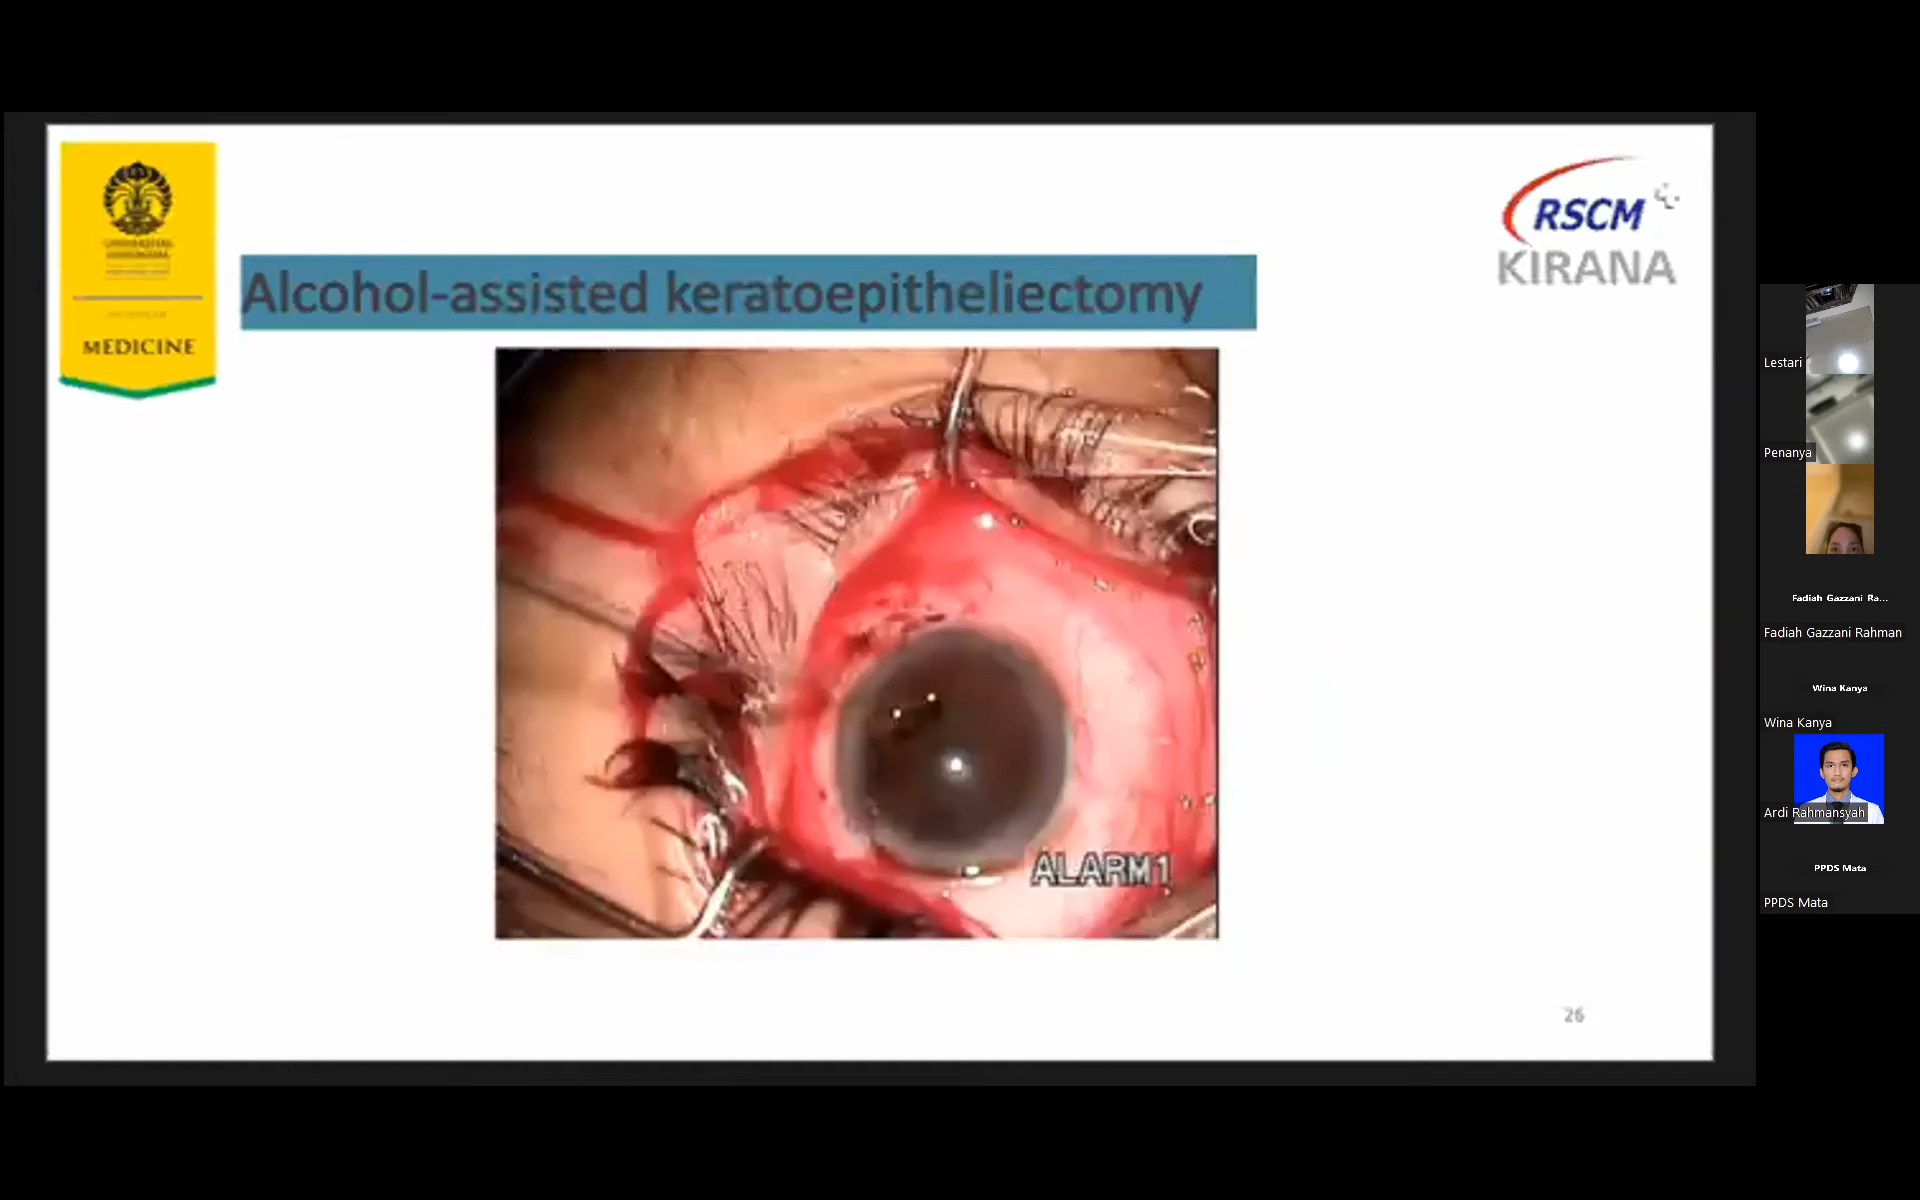 MEDICINE
RSCM
KIRANA
Alcohol-assisted keratoepitheliectomy
ALARM1
26
Lestari
Penanya
Fadiah Gazzani Ra...
Fadiah Gazzani Rahman
Wina Kanya
Wina Kanya
Ardi Rahmansyah
PPDS Mata
PPDS Mata